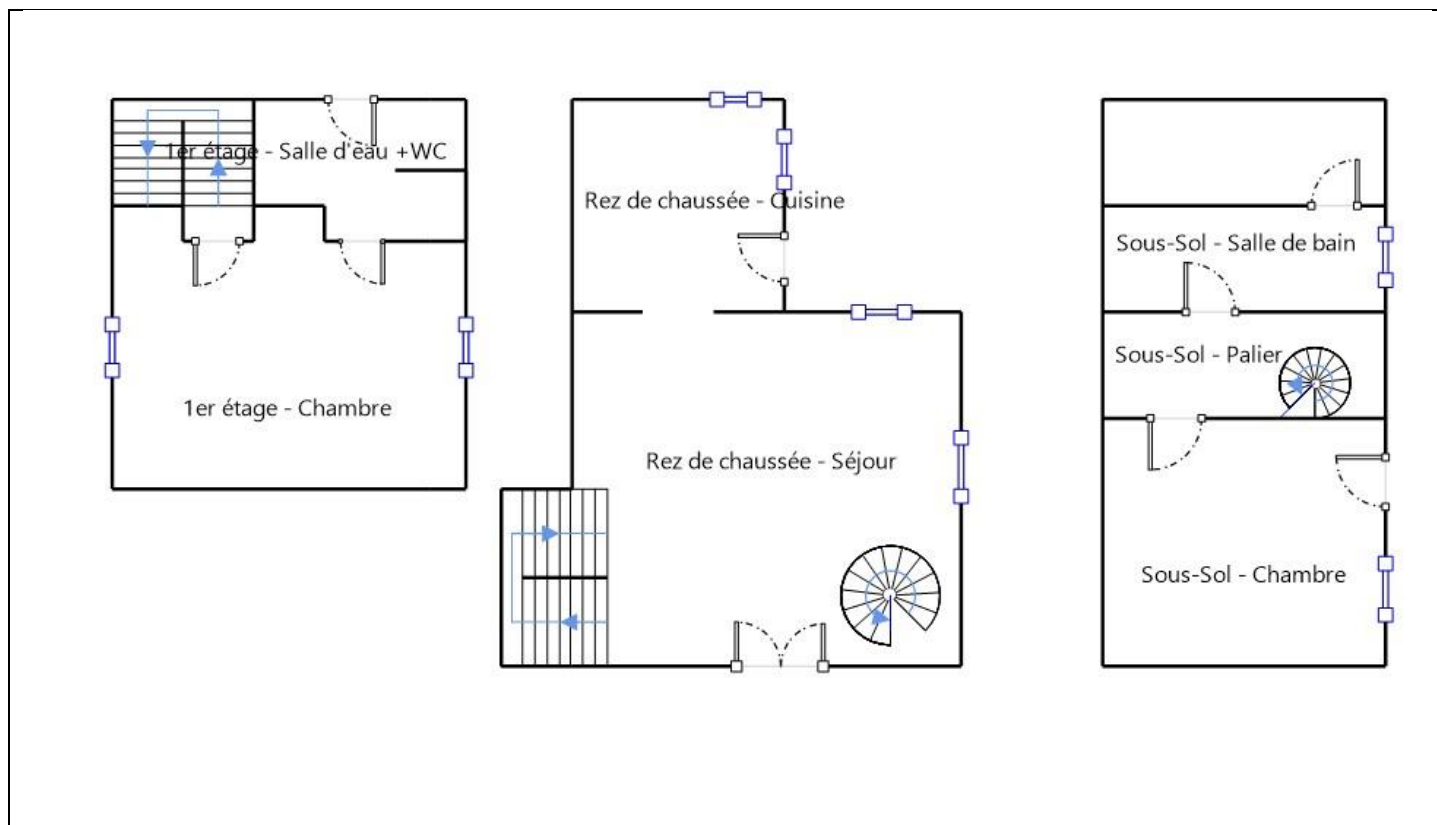 1er étage - Salle d'eau +WC
1er étage - Chambre
Rez de chaussée - Cuisine
Rez de chaussée - Séjour
Sous-Sol - Salle de bain
Sous-Sol - Palier
Sous-Sol - Chambre